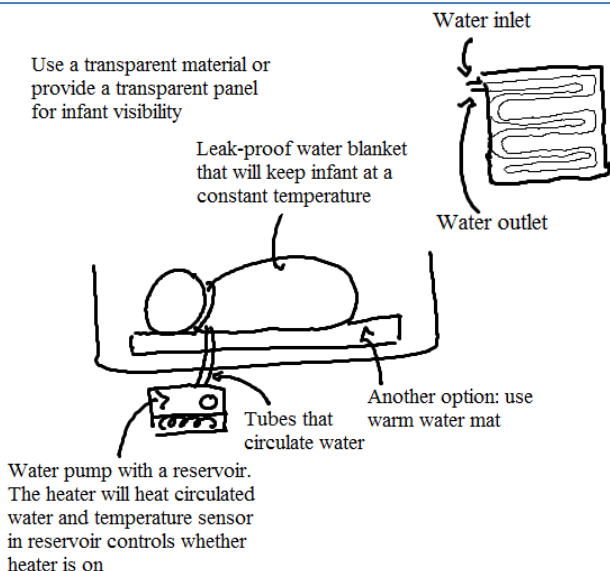 Water inlet
Use a transparent material or
provide a transparent panel
for infant visibility
Leak-proof water blanket
that will keep infant at a
constant temperature
Water outlet
Another option: use
warm water mat
Tubes that
circulate water
Water pump with a reservoir.
The heater will heat circulated
water and temperature sensor
in reservoir controls whether
heater is on